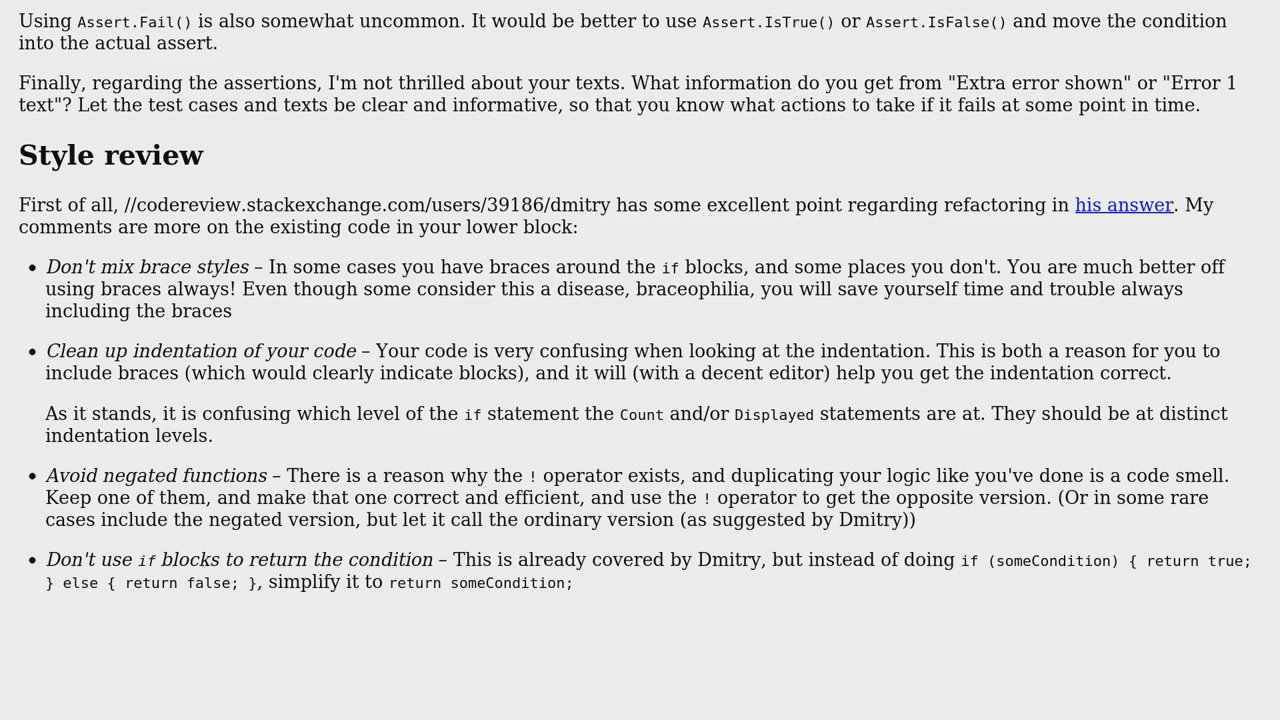 Using Assert.Fail() is also somewhat uncommon. It would be better to use Assert.IsTrue() or Assert.IsFalse() and move the condition
into the actual assert.
Finally, regarding the assertions, I'm not thrilled about your texts. What information do you get from "Extra error shown" or "Error 1
text"? Let the test cases and texts be clear and informative, so that you know what actions to take if it fails at some point in time.
Style review
First of all, //codereview.stackexchange.com/users/39186/dmitry has some excellent point regarding refactoring in his answer. My
comments are more on the existing code in your lower block:
• Don't mix brace styles – In some cases you have braces around the if blocks, and some places you don't. You are much better off
using braces always! Even though some consider this a disease, braceophilia, you will save yourself time and trouble always
including the braces
• Clean up indentation of your code – Your code is very confusing when looking at the indentation. This is both a reason for you to
include braces (which would clearly indicate blocks), and it will (with a decent editor) help you get the indentation correct.
As it stands, it is confusing which level of the if statement the Count and/or Displayed statements are at. They should be at distinct
indentation levels.
• Avoid negated functions – There is a reason why the ! operator exists, and duplicating your logic like you've done is a code smell.
Keep one of them, and make that one correct and efficient, and use the ! operator to get the opposite version. (Or in some rare
cases include the negated version, but let it call the ordinary version (as suggested by Dmitry))
• Don't use if blocks to return the condition – This is already covered by Dmitry, but instead of doing if (someCondition) { return true;
} else { return false; }, simplify it to return someCondition;